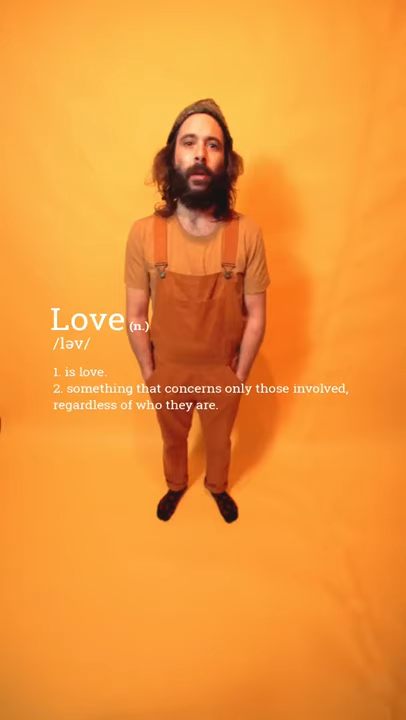 Love (n.)
/ləv/
1. is love.
2. something that concerns only those involved,
regardless of who they are.